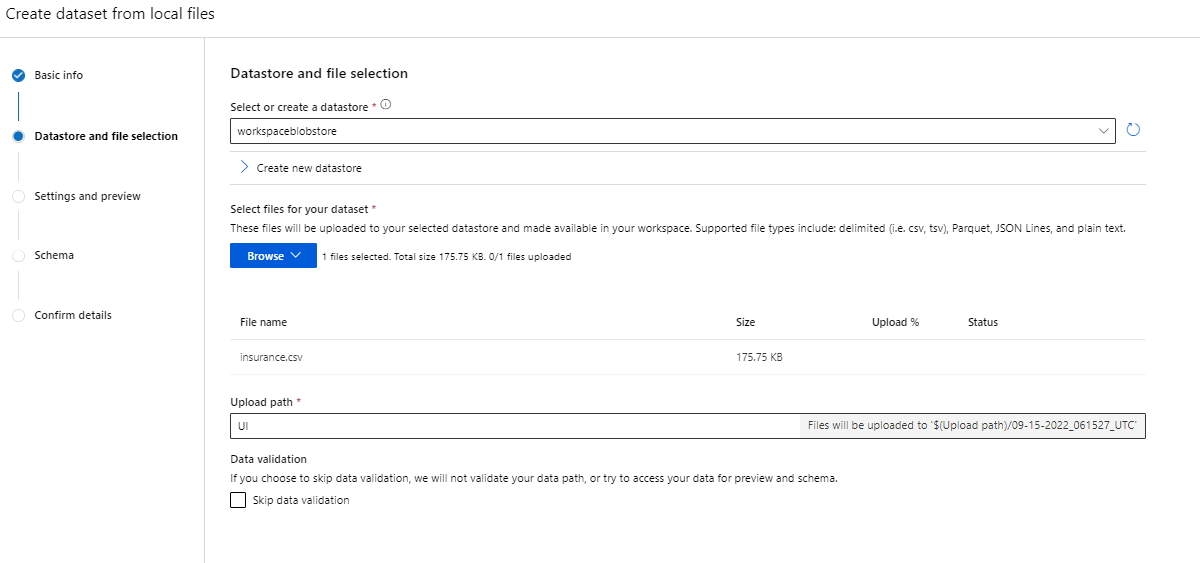 Create dataset from local files
Basic info
Datastore and file selection
Settings and preview
Schema
Confirm details
Datastore and file selection
Select or create a datastore *
workspaceblobstore
Create new datastore
Select files for your dataset *
These files will be uploaded to your selected datastore and made available in your workspace. Supported file types include: delimited (i.e. csv, tsv), Parquet, JSON Lines, and plain text.
Browse 1 files selected. Total size 175.75 KB. 0/1 files uploaded
File name Size Upload % Status
insurance.csv 175.75 KB
Upload path *
UI Files will be uploaded to '$(Upload path)/09-15-2022_061527_UTC'
Data validation
If you choose to skip data validation, we will not validate your data path, or try to access your data for preview and schema.
Skip data validation